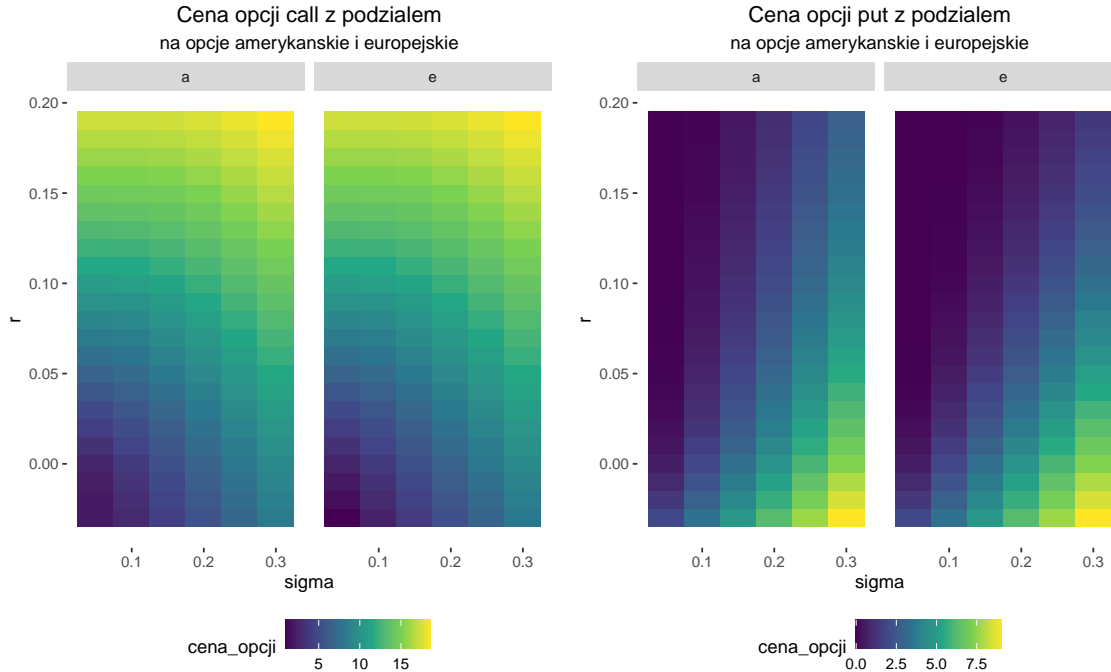 Cena opcji call z podzialem
na opcje amerykanskie i europejskie
a
e
0.20
0.15
0.10
0.05
0.00
r
0.1
0.2
0.3
0.1
0.2
0.3
sigma
cena_opcji
5
10
15
Cena opcji put z podzialem
na opcje amerykanskie i europejskie
a
e
0.20
0.15
0.10
0.05
0.00
r
0.1
0.2
0.3
0.1
0.2
0.3
sigma
cena_opcji
0.0
2.5
5.0
7.5